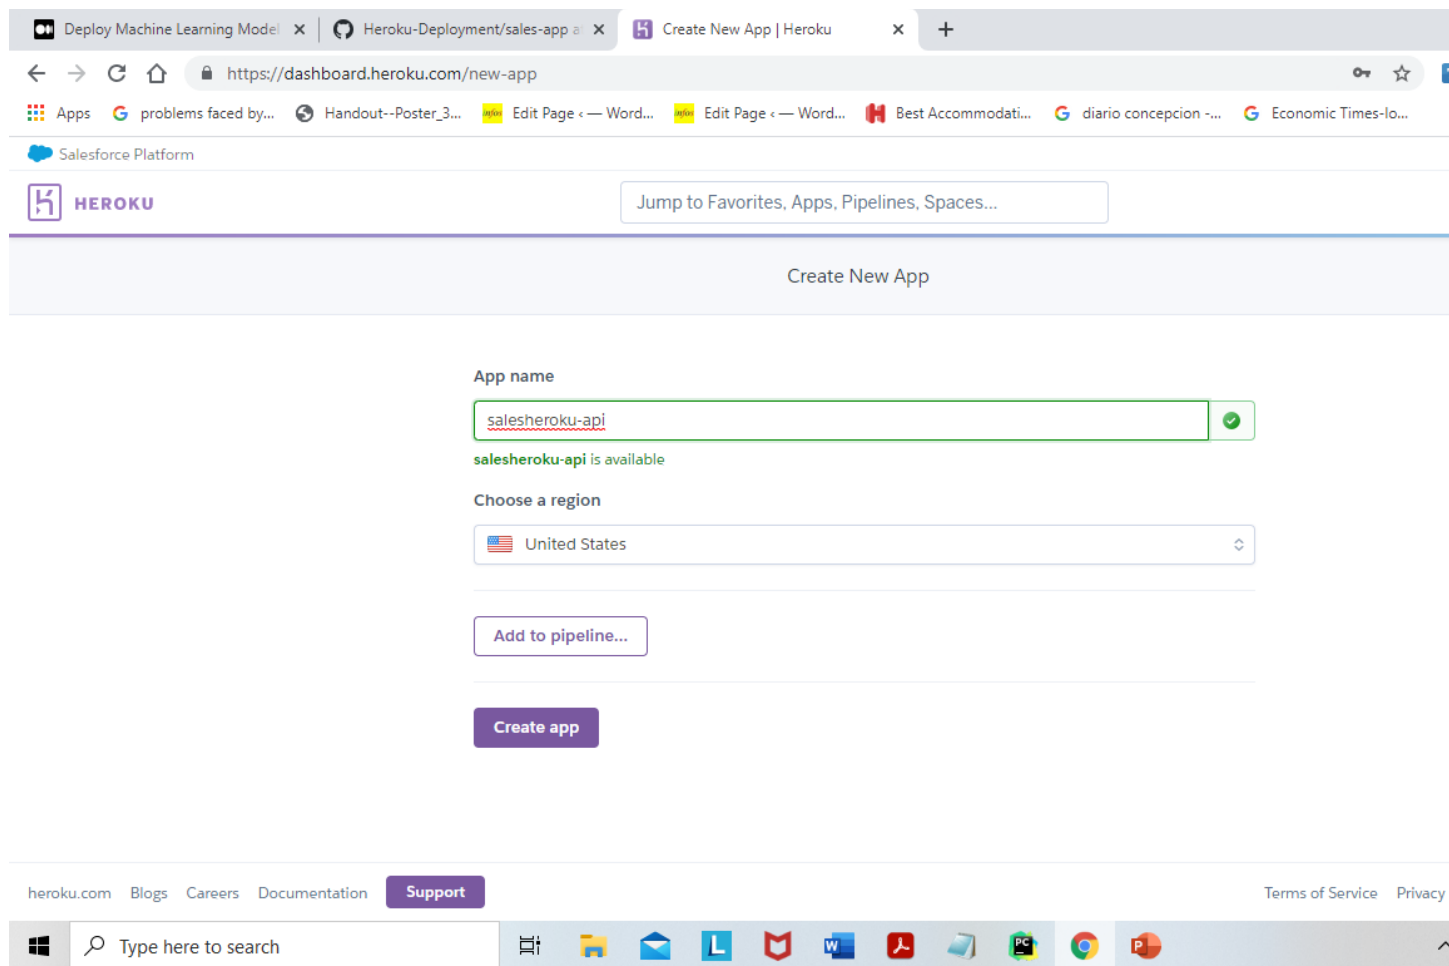 Deploy Machine Learning Model
Heroku-Deployment/sales-app a
Create New App | Heroku
https://dashboard.heroku.com/new-app
Apps
problems faced by...
Handout--Poster_3...
Edit Page ‹ — Word...
Edit Page ‹ — Word...
Best Accommodati...
diario concepcion -...
Economic Times-lo...
Salesforce Platform
HEROKU
Jump to Favorites, Apps, Pipelines, Spaces...
Create New App
App name
salesheroku-api
salesheroku-api is available
Choose a region
United States
Add to pipeline...
Create app
heroku.com Blogs Careers Documentation Support
Terms of Service Privacy
Type here to search